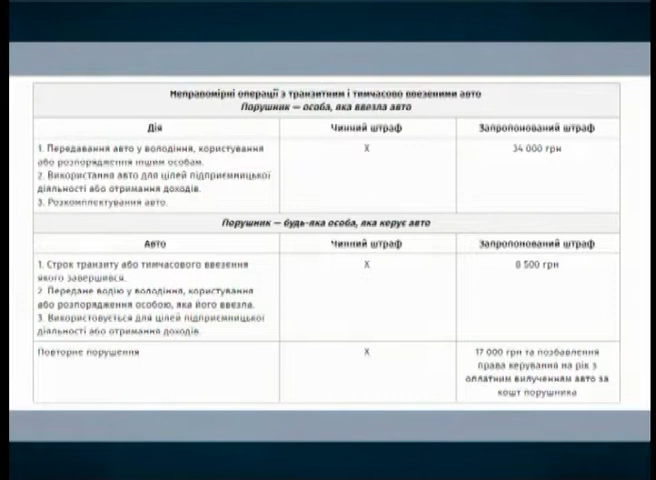 Неправомірні операції з транзитним і тимчасово ввезеними авто
Порушник — особа, яка ввезла авто
Дія Чинний штраф Запропонований штраф
1. Передавання авто у володіння, користування X 34 000 грн
або розпорядження іншим особам.
2. Використання авто для цілей підприємницької
діяльності або отримання доходів.
3. Розкомплектування авто.
Порушник — будь-яка особа, яка керує авто
Авто Чинний штраф Запропонований штраф
1. Строк транзиту або тимчасового ввезення X 8 500 грн
якого завершився.
2. Передане водію у володіння, користування
або розпорядження особою, яка його ввезла.
3. Використовується для цілей підприємницької
діяльності або отримання доходів.
Повторне порушення X 17 000 грн та позбавлення
права керування на рік з
оплатним вилученням авто за
кошт порушника